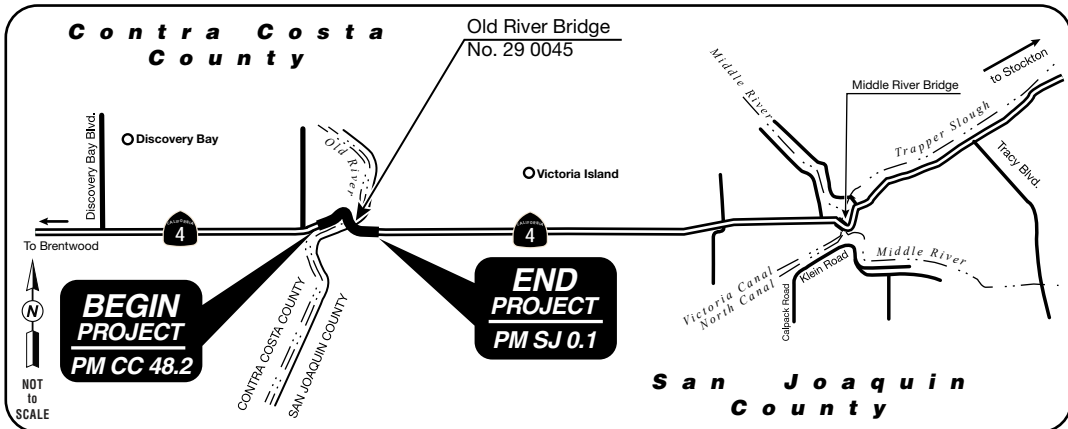 Contra Costa
County
Old River Bridge
No. 29 0045
to Stockton
Middle River
Middle River Bridge
Trapper Slough
Tracy Blvd.
Discovery Bay Blvd.
Discovery Bay
Old River
Victoria Island
4
4
To Brentwood
N
NOT
to
SCALE
BEGIN
PROJECT
PM CC 48.2
CONTRA COSTA COUNTY
SAN JOAQUIN COUNTY
END
PROJECT
PM SJ 0.1
Victoria Canal
North Canal
Calpack Road
Klein Road
Middle River
San Joaquin
County